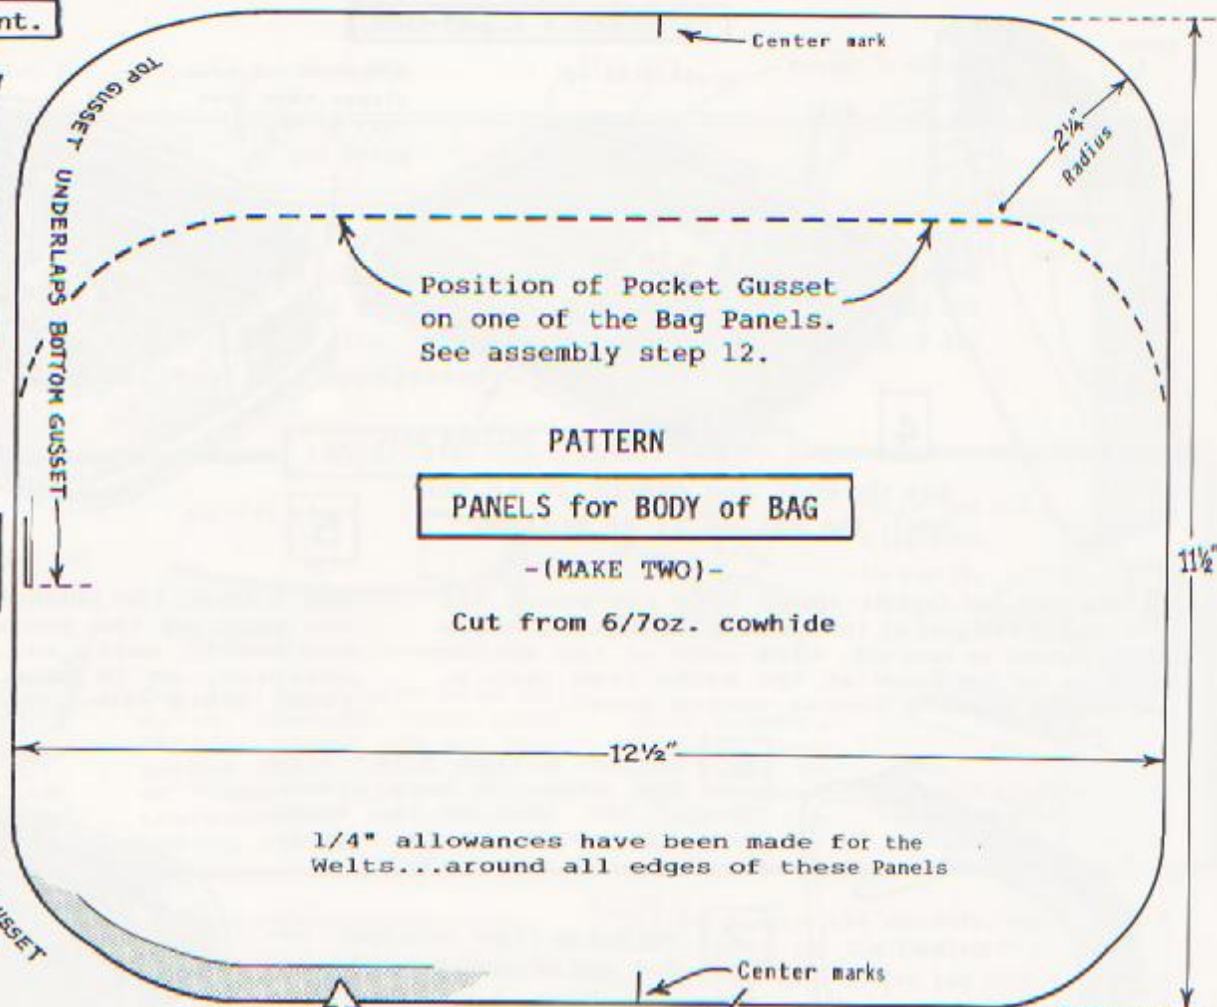 nt.
Center mark
TOP GUSSET UNDERLAPS BOTTOM GUSSET
2¼"
Radius
Position of Pocket Gusset
on one of the Bag Panels.
See assembly step 12.
PATTERN
PANELS for BODY of BAG
-(MAKE TWO)-
Cut from 6/7oz. cowhide
11½"
12½"
1/4" allowances have been made for the
Welts...around all edges of these Panels
USSET
Center marks